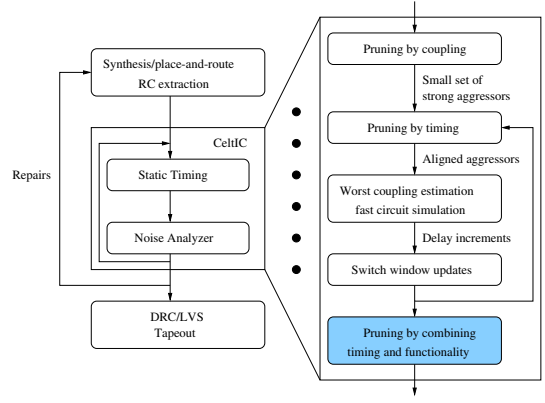 Synthesis/place-and-route
RC extraction
CeltIC
Static Timing
Repairs
Noise Analyzer
DRC/LVS
Tapeout
Pruning by coupling
Small set of
strong aggressors
Pruning by timing
Aligned aggressors
Worst coupling estimation
fast circuit simulation
Delay increments
Switch window updates
Pruning by combining
timing and functionality